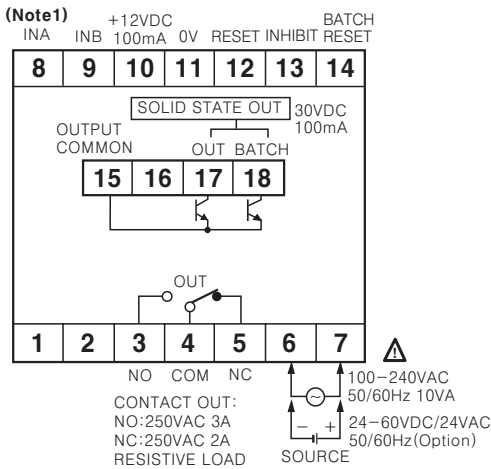 (Note1)
INA INB +12VDC 100mA 0V RESET INHIBIT BATCH RESET
8 9 10 11 12 13 14
SOLID STATE OUT 30VDC 100mA
OUTPUT COMMON OUT BATCH
15 16 17 18
OUT
1 2 3 4 5 6 7
NO COM NC
100-240VAC
50/60Hz 10VA
CONTACT OUT:
NO:250VAC 3A
NC:250VAC 2A
RESISTIVE LOAD
- +
24-60VDC/24VAC
50/60Hz(Option)
SOURCE